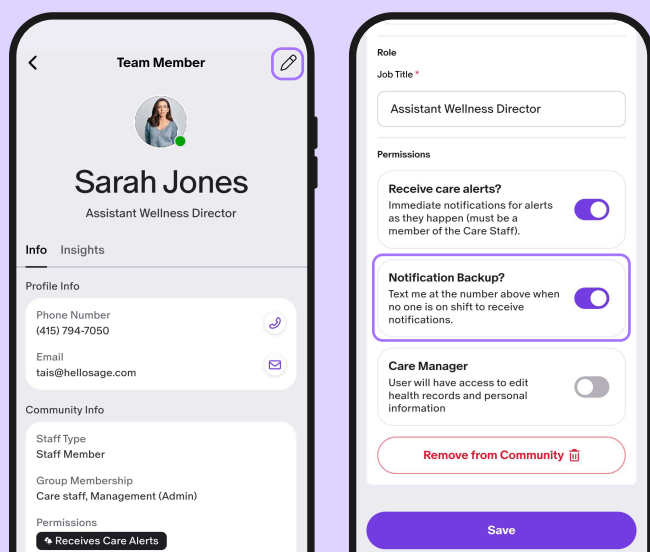 Team Member
Sarah Jones
Assistant Wellness Director
Info Insights
Profile Info
Phone Number
(415) 794-7050
Email
tais@hellosage.com
Community Info
Staff Type
Staff Member
Group Membership
Care staff, Management (Admin)
Permissions
Receives Care Alerts
Role
Job Title *
Assistant Wellness Director
Permissions
Receive care alerts?
Immediate notifications for alerts
as they happen (must be a
member of the Care Staff).
Notification Backup?
Text me at the number above when
no one is on shift to receive
notifications.
Care Manager
User will have access to edit
health records and personal
information
Remove from Community
Save